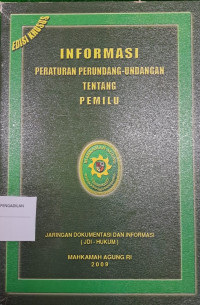 EDISI KHUSUS
INFORMASI
PERATURAN PERUNDANG-UNDANGAN
TENTANG
PEMILU
JARINGAN DOKUMENTASI DAN INFORMASI
( JDI - HUKUM )
MAHKAMAH AGUNG RI
2009